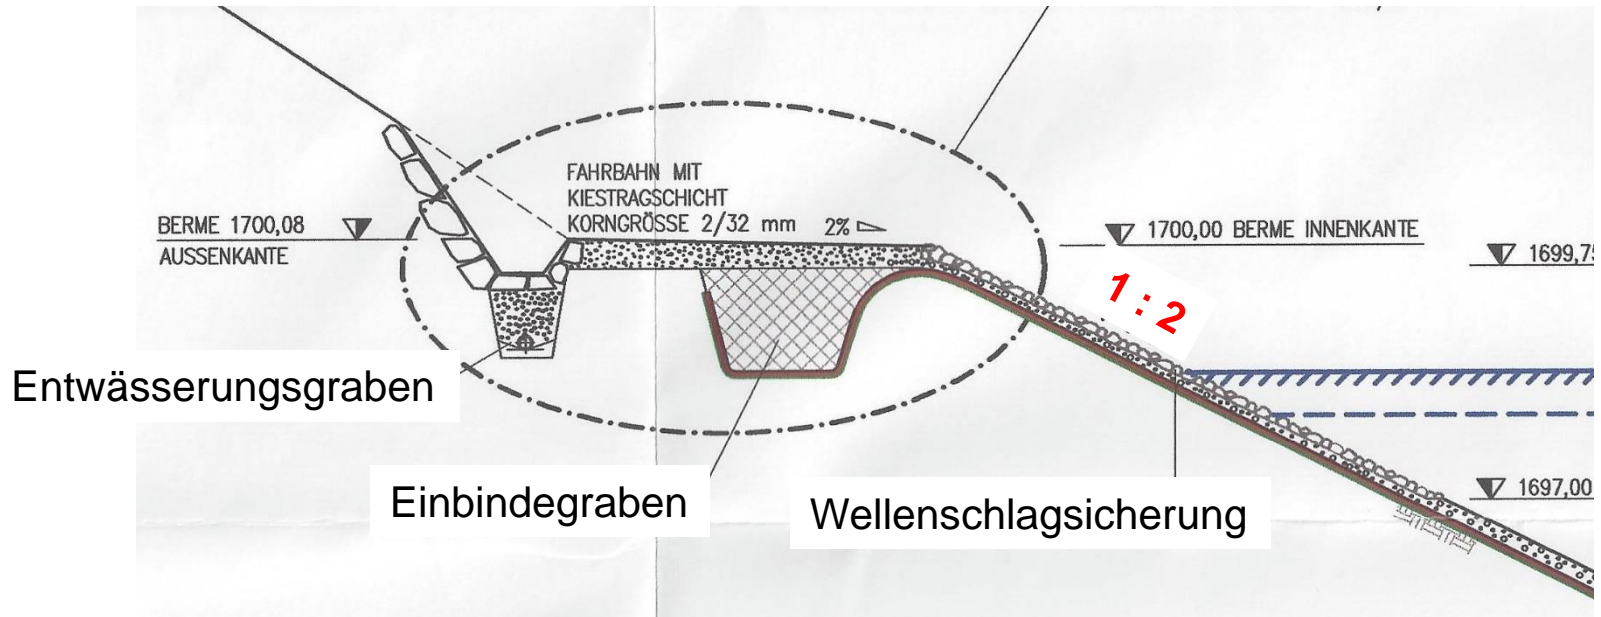 FAHRBAHN MIT
KIESTRAGSCHICHT
KORNGRÖSSE 2/32 mm
2%
BERME 1700,08
AUSSENKANTE
1700,00 BERME INNENKANTE
1699,75
1 : 2
Entwässerungsgraben
Einbindegraben
Wellenschlagsicherung
1697,00